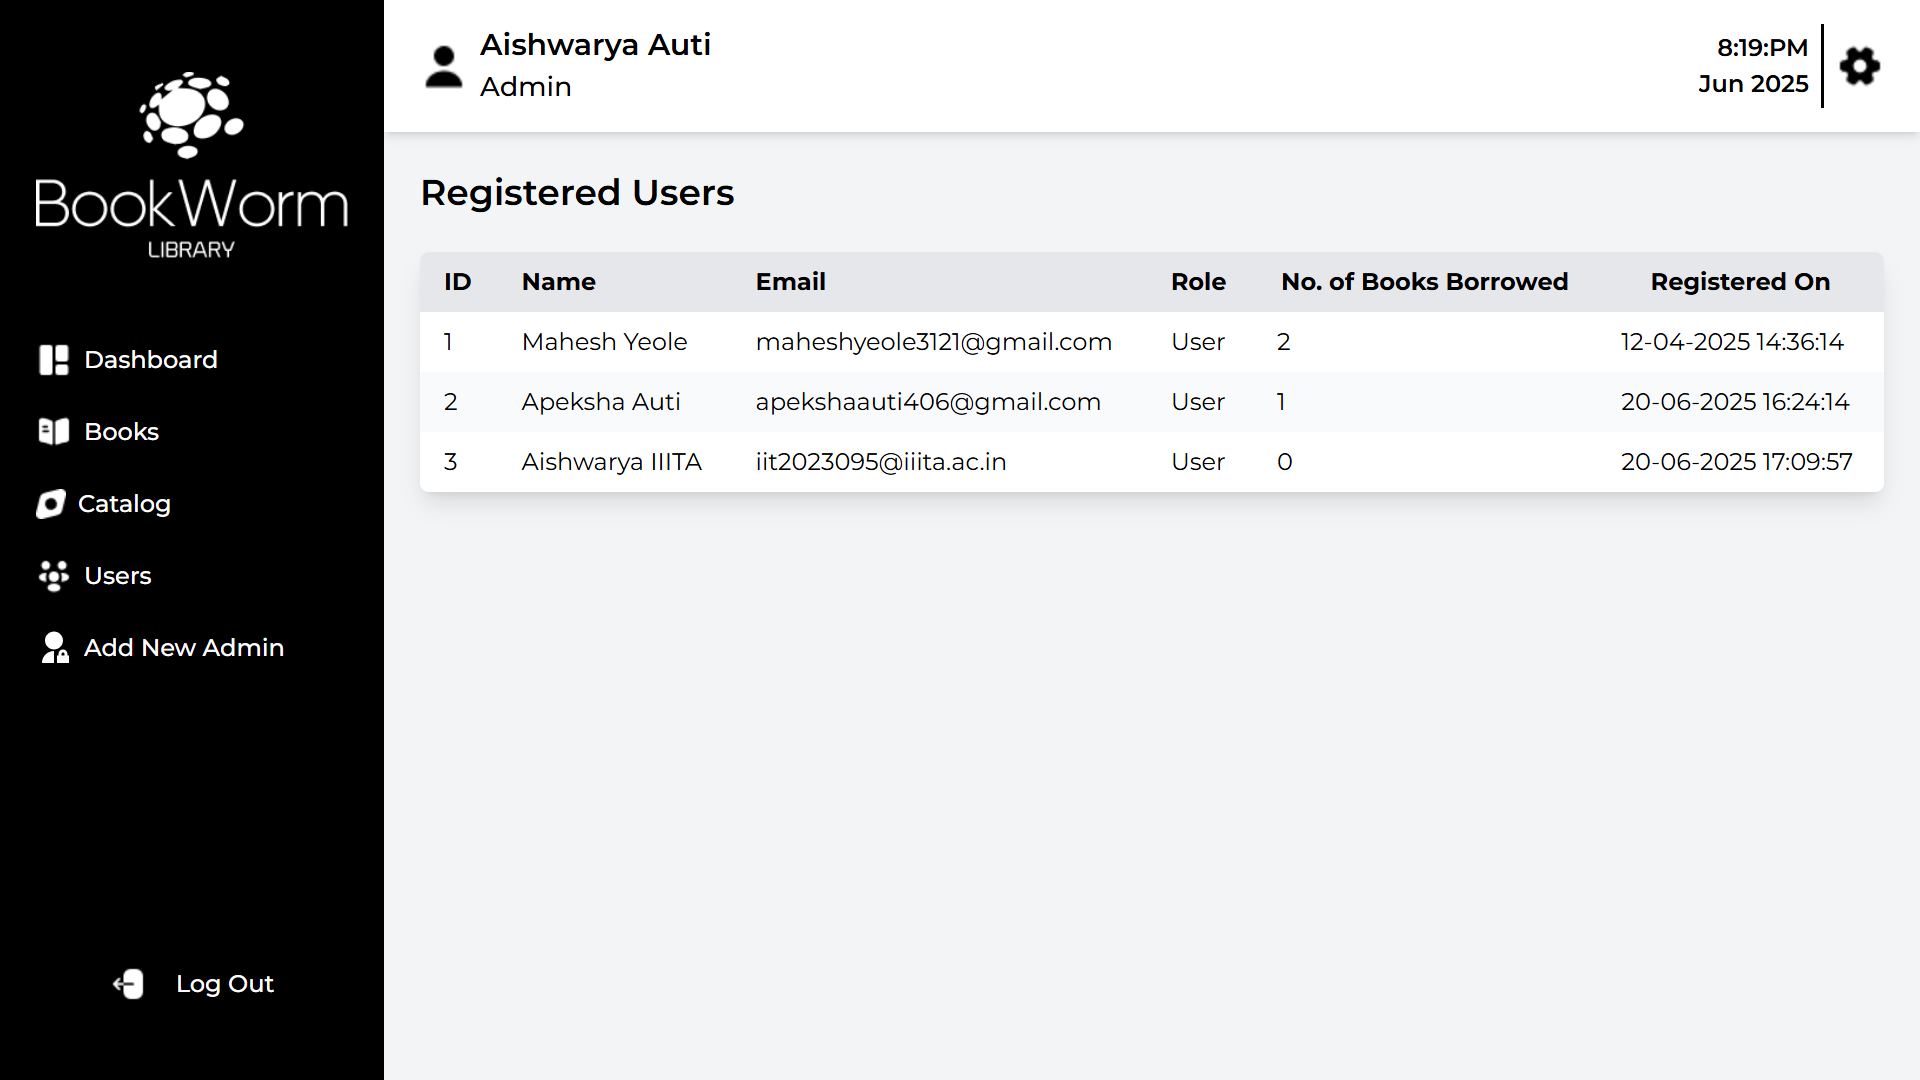 BookWorm
LIBRARY
Dashboard
Books
Catalog
Users
Add New Admin
Log Out
Aishwarya Auti
Admin
8:19:PM
Jun 2025
Registered Users
ID Name Email Role No. of Books Borrowed Registered On
1 Mahesh Yeole maheshyeole3121@gmail.com User 2 12-04-2025 14:36:14
2 Apeksha Auti apekshaauti406@gmail.com User 1 20-06-2025 16:24:14
3 Aishwarya IIITA iit2023095@iiita.ac.in User 0 20-06-2025 17:09:57